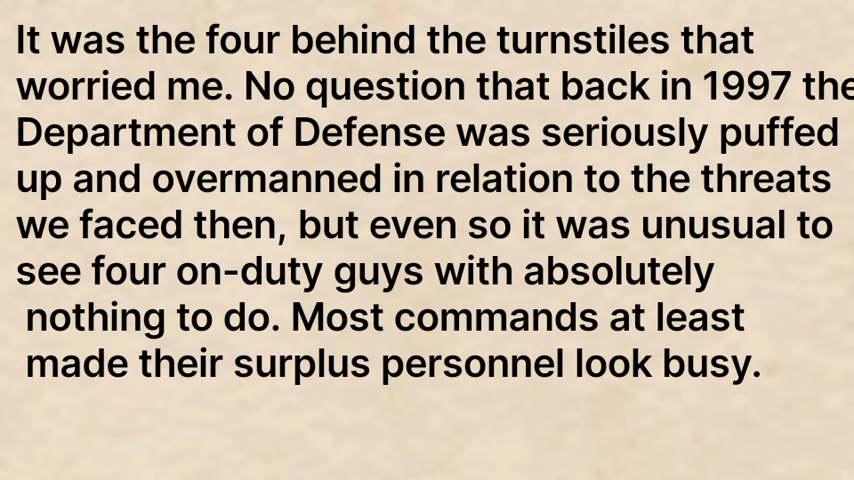 It was the four behind the turnstiles that
worried me. No question that back in 1997 the
Department of Defense was seriously puffed
up and overmanned in relation to the threats
we faced then, but even so it was unusual to
see four on-duty guys with absolutely
nothing to do. Most commands at least
made their surplus personnel look busy.